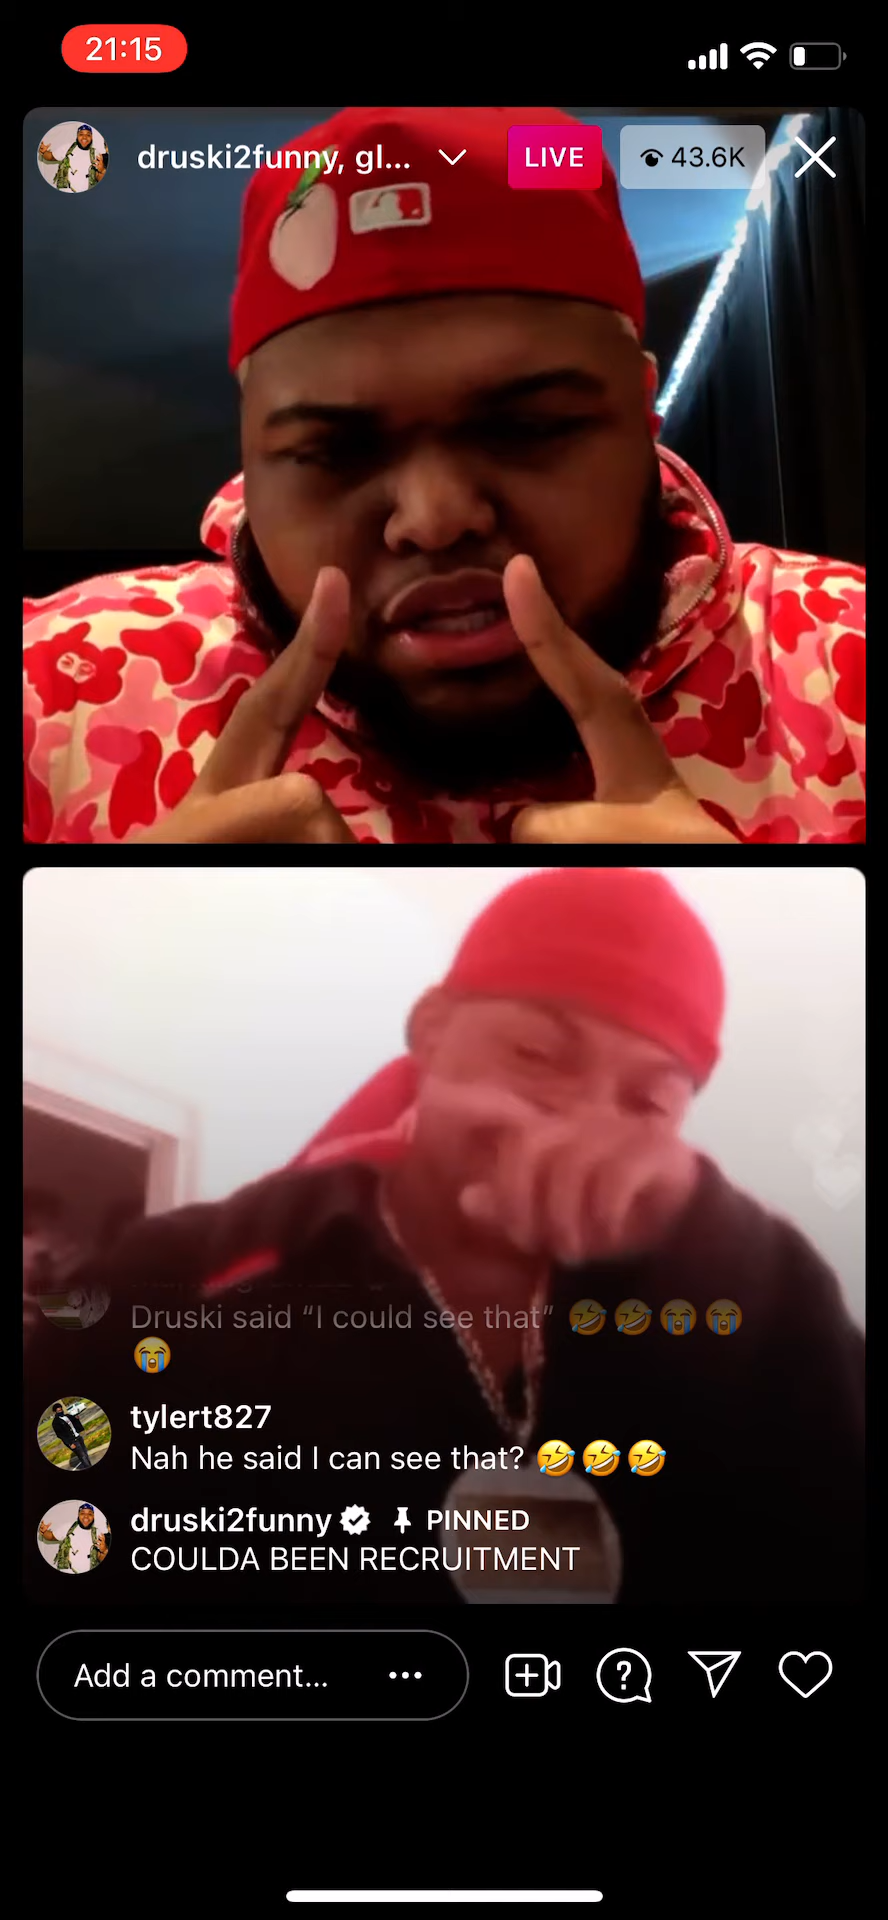 21:15
druski2funny, gl...
LIVE
43.6K
Druski said “I could see that” 🤣🤣😭😭
😭
tylert827
Nah he said I can see that? 🤣🤣🤣
druski2funny PINNED
COULDA BEEN RECRUITMENT
Add a comment...